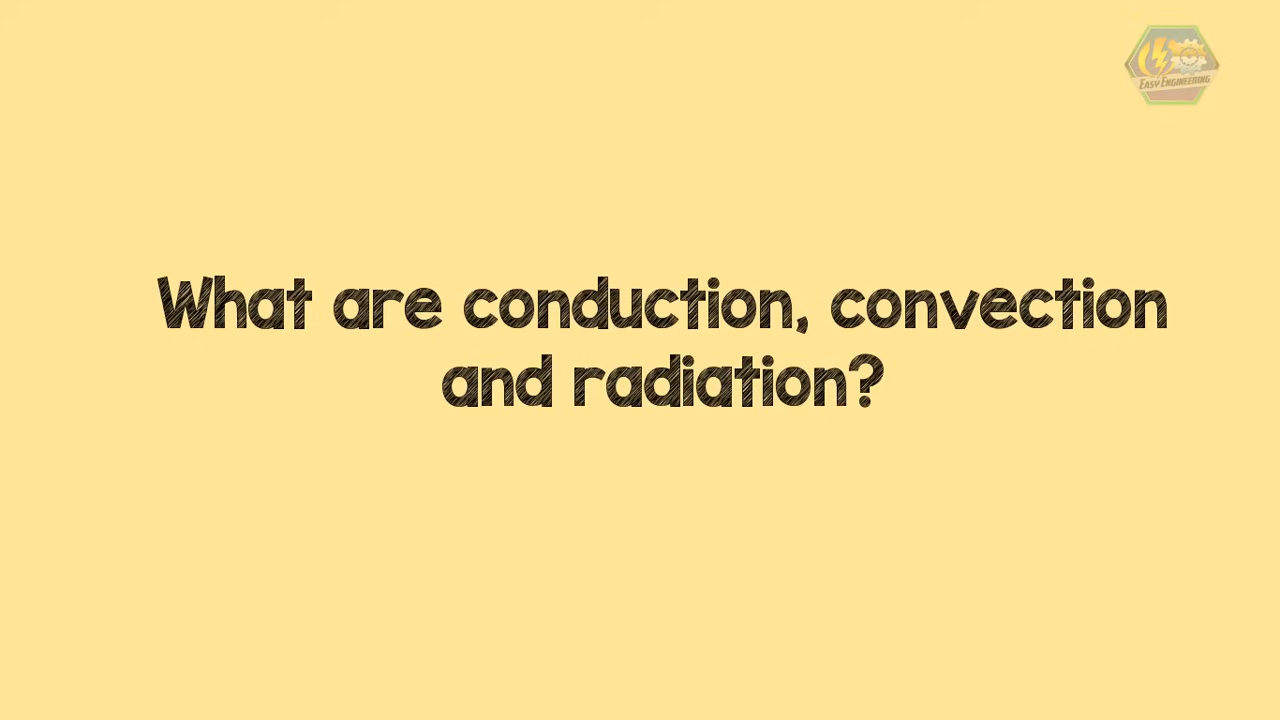 EASY ENGINEERING
What are conduction, convection
and radiation?